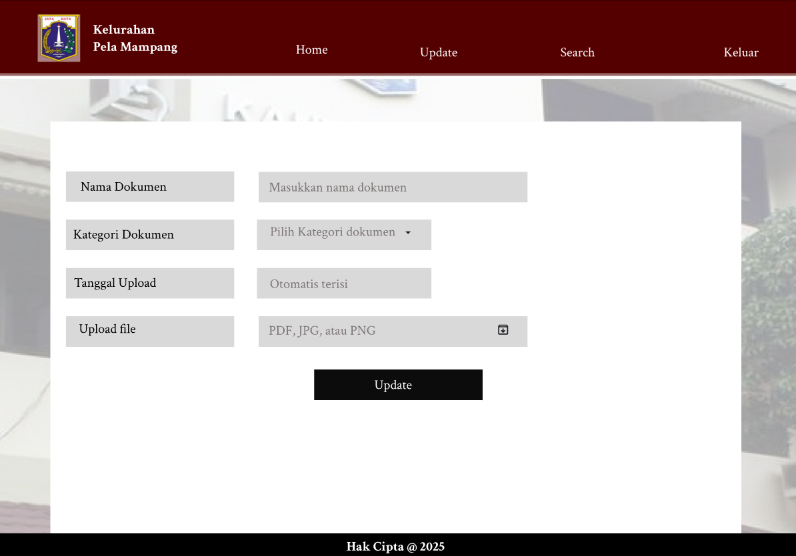 Kelurahan
Pela Mampang
Home
Update
Search
Keluar
Nama Dokumen
Masukkan nama dokumen
Kategori Dokumen
Pilih Kategori dokumen
Tanggal Upload
Otomatis terisi
Upload file
PDF, JPG, atau PNG
Update
Hak Cipta @ 2025